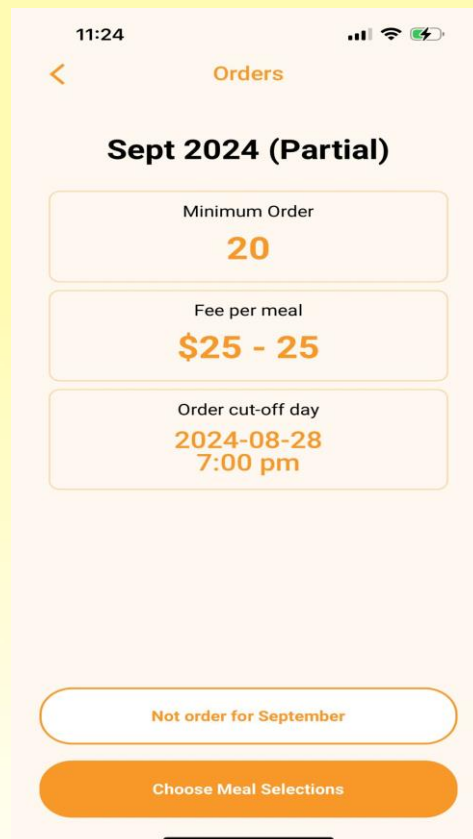 11:24
Orders
Sept 2024 (Partial)
Minimum Order
20
Fee per meal
$25 - 25
Order cut-off day
2024-08-28
7:00 pm
Not order for September
Choose Meal Selections